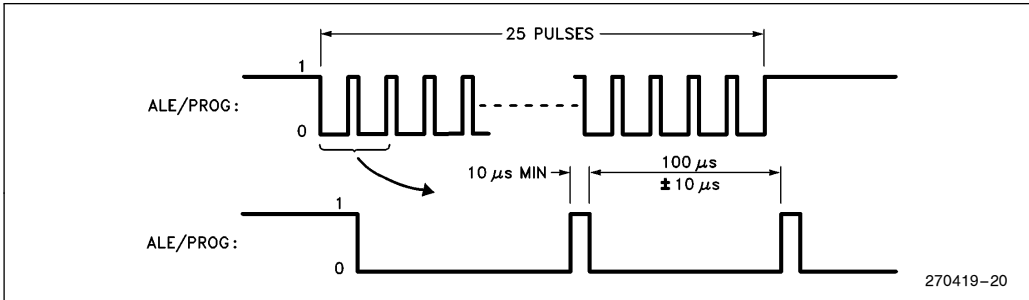 25 PULSES
1
ALE/PROG:
0
10 μs MIN
100 μs
±10 μs
1
ALE/PROG:
0
270419-20